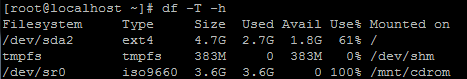 [root@localhost ~]# df -T -h
Filesystem Type Size Used Avail Use% Mounted on
/dev/sda2 ext4 4.7G 2.7G 1.8G 61% /
tmpfs tmpfs 383M 0 383M 0% /dev/shm
/dev/sr0 iso9660 3.6G 3.6G 0 100% /mnt/cdrom